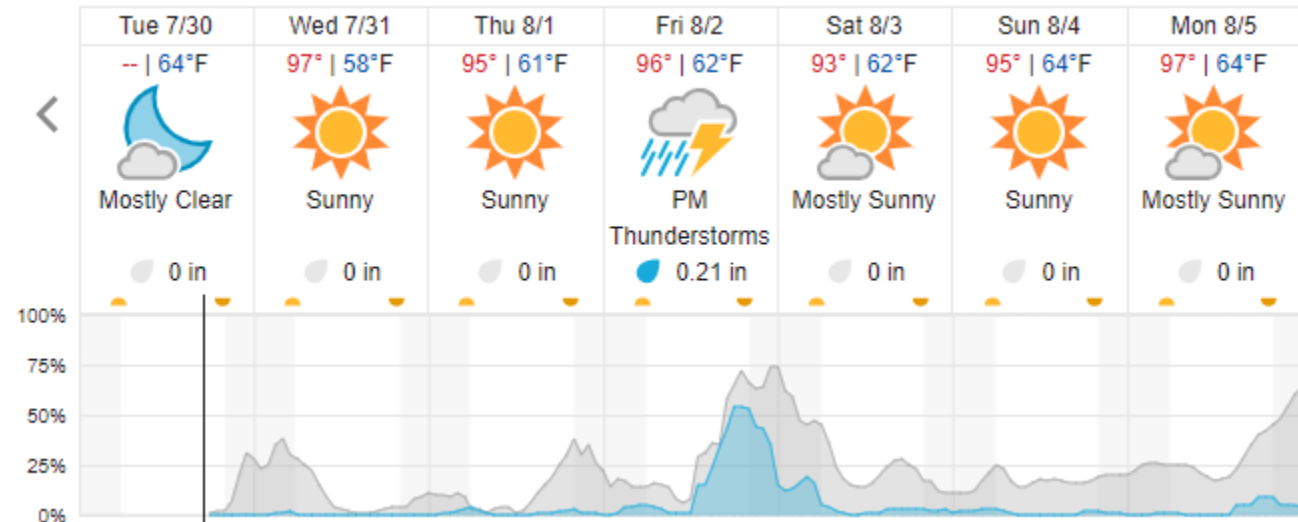 Tue 7/30 Wed 7/31 Thu 8/1 Fri 8/2 Sat 8/3 Sun 8/4 Mon 8/5
-- | 64°F 97° | 58°F 95° | 61°F 96° | 62°F 93° | 62°F 95° | 64°F 97° | 64°F
Mostly Clear Sunny Sunny PM Mostly Sunny Sunny Mostly Sunny
Thunderstorms
0 in 0 in 0 in 0.21 in 0 in 0 in 0 in
100%
75%
50%
25%
0%